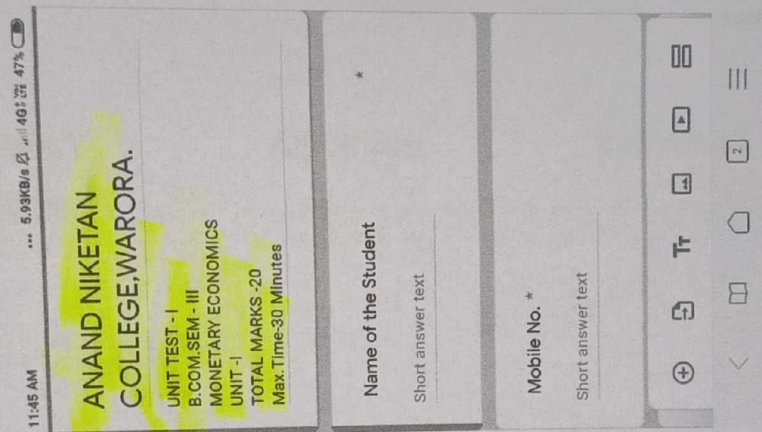 11:45 AM ... 5.93KB/s 4G 47%
ANAND NIKETAN
COLLEGE,WARORA.
UNIT TEST - I
B.COM.SEM - III
MONETARY ECONOMICS
UNIT -I
TOTAL MARKS -20
Max.Time-30 Minutes
Name of the Student *
Short answer text
Mobile No. *
Short answer text
Tт
2